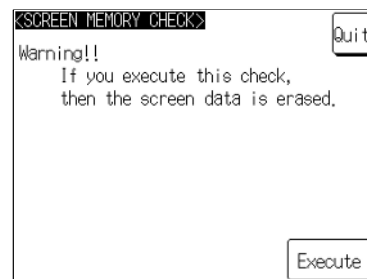 <SCREEN MEMORY CHECK>
Quit
Warning!!
If you execute this check,
then the screen data is erased.
Execute